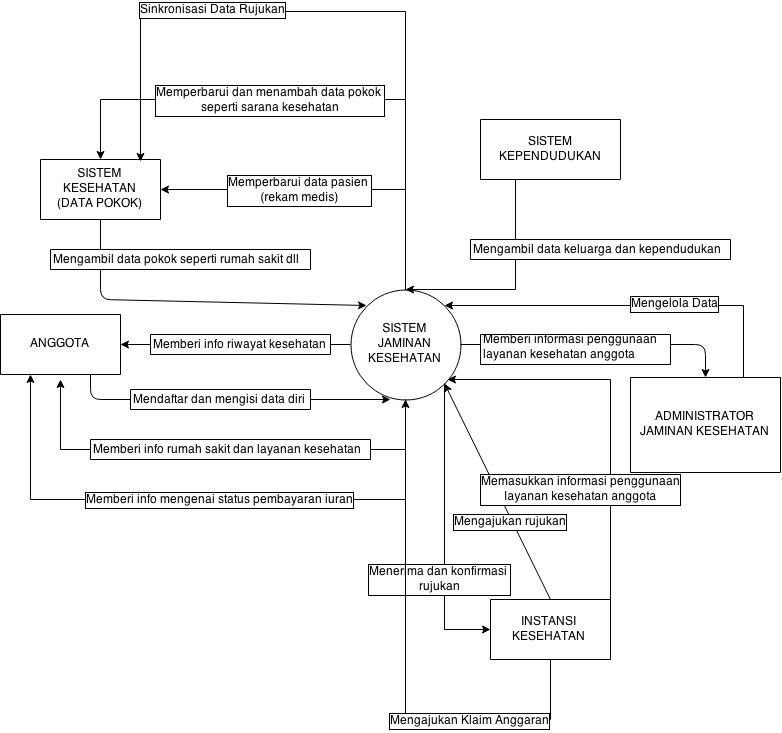 Sinkronisasi Data Rujukan
Memperbarui dan menambah data pokok
seperti sarana kesehatan
SISTEM
KEPENDUDUKAN
SISTEM
KESEHATAN
(DATA POKOK)
Memperbarui data pasien
(rekam medis)
Mengambil data keluarga dan kependudukan
Mengambil data pokok seperti rumah sakit dll
Mengelola Data
ANGGOTA
Memberi info riwayat kesehatan
SISTEM
JAMINAN
KESEHATAN
Memberi informasi penggunaan
layanan kesehatan anggota
Mendaftar dan mengisi data diri
ADMINISTRATOR
JAMINAN KESEHATAN
Memberi info rumah sakit dan layanan kesehatan
Memasukkan informasi penggunaan
layanan kesehatan anggota
Memberi info mengenai status pembayaran iuran
Mengajukan rujukan
Menerima dan konfirmasi
rujukan
INSTANSI
KESEHATAN
Mengajukan Klaim Anggaran